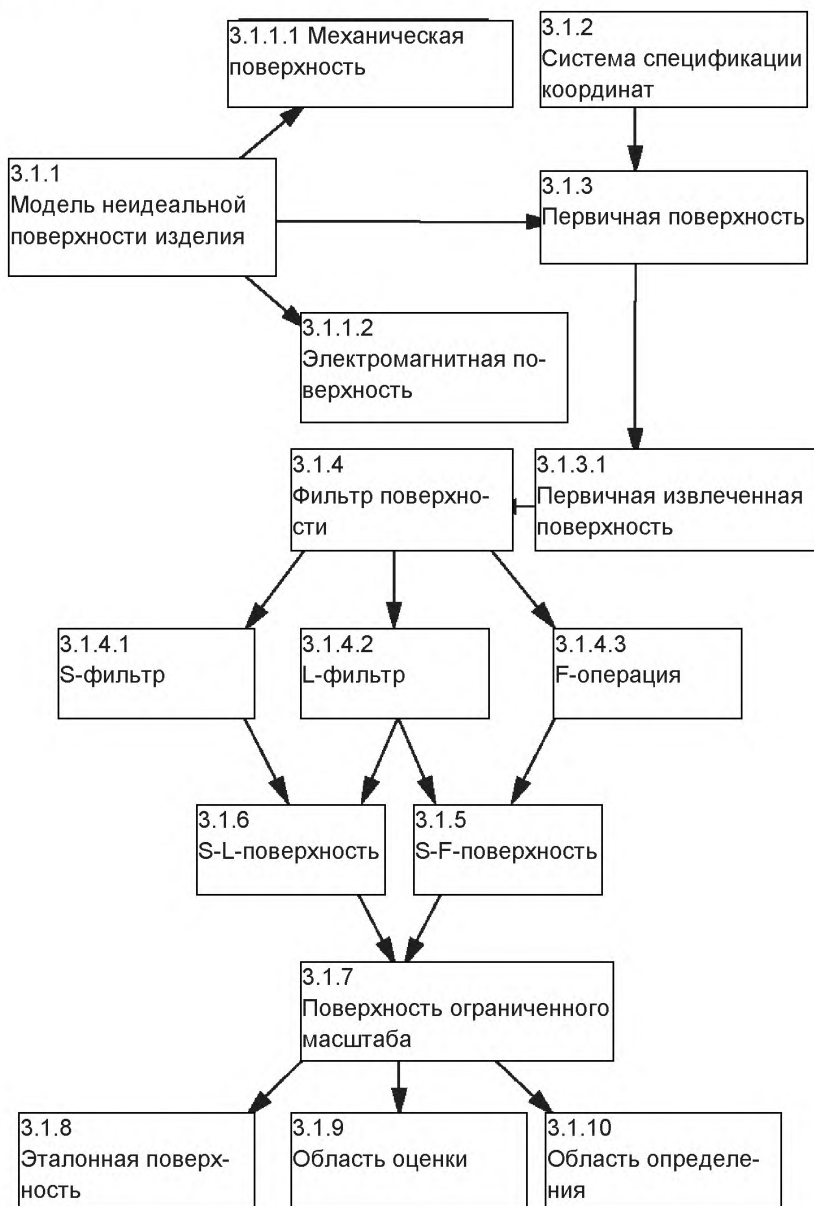 3.1.1.1 Механическая
поверхность
3.1.2
Система спецификации
координат
3.1.1
Модель неидеальной
поверхности изделия
3.1.3
Первичная поверхность
3.1.1.2
Электромагнитная по-
верхность
3.1.4
Фильтр поверхно-
сти
3.1.3.1
Первичная извлеченная
поверхность
3.1.4.1
S-фильтр
3.1.4.2
L-фильтр
3.1.4.3
F-операция
3.1.6
S-L-поверхность
3.1.5
S-F-поверхность
3.1.7
Поверхность ограниченного
масштаба
3.1.8
Эталонная поверх-
ность
3.1.9
Область оценки
3.1.10
Область определе-
ния